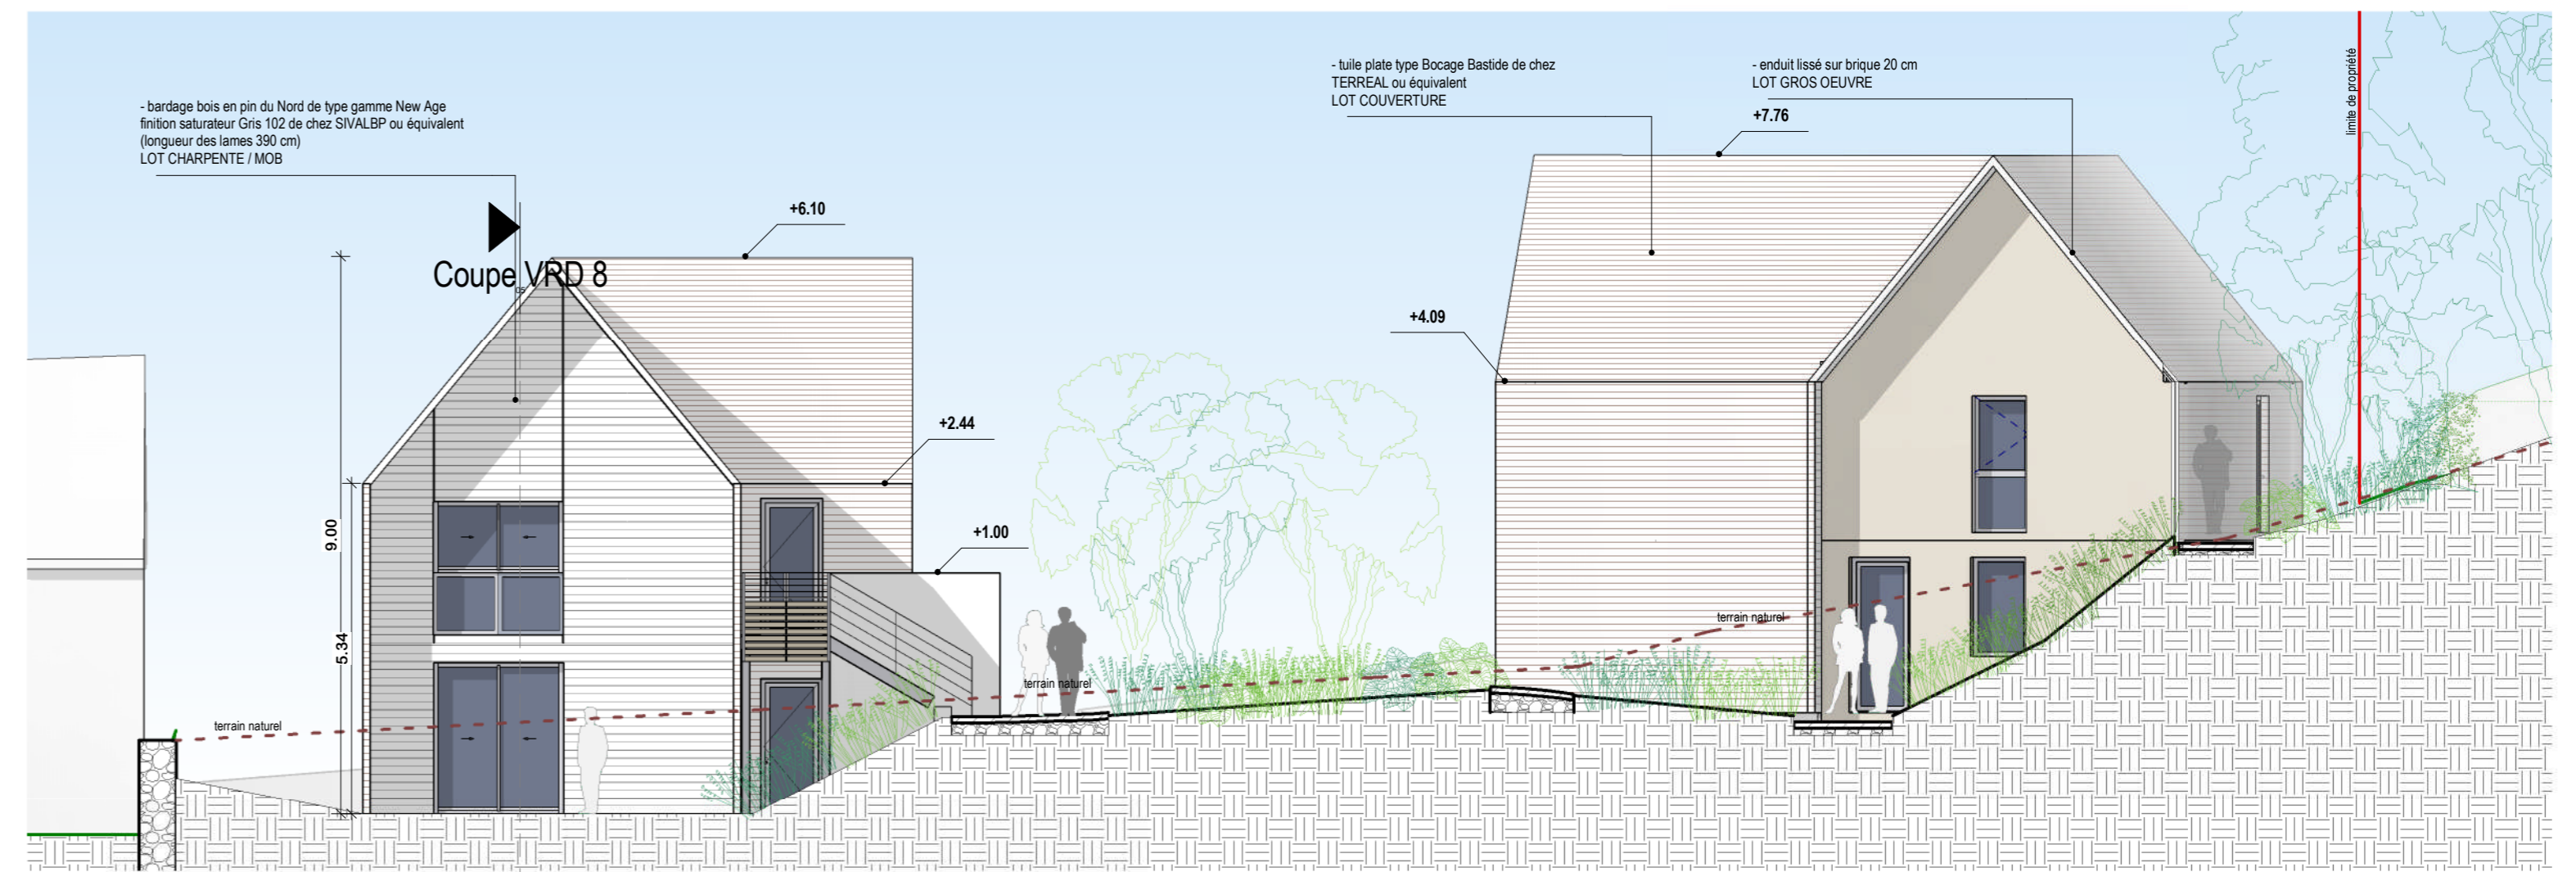 - bardage bois en pin du Nord de type gamme New Age
finition saturateur Gris 102 de chez SIVALBP ou équivalent
(longueur des lames 390 cm)
LOT CHARPENTE / MOB
- tuile plate type Bocage Bastide de chez
TERREAL ou équivalent
LOT COUVERTURE
- enduit lissé sur brique 20 cm
LOT GROS OEUVRE
limite de propriété
+7.76
+6.10
Coupe VRD 8
05
+4.09
+2.44
+1.00
9.00
5.34
terrain naturel
terrain naturel
terrain naturel